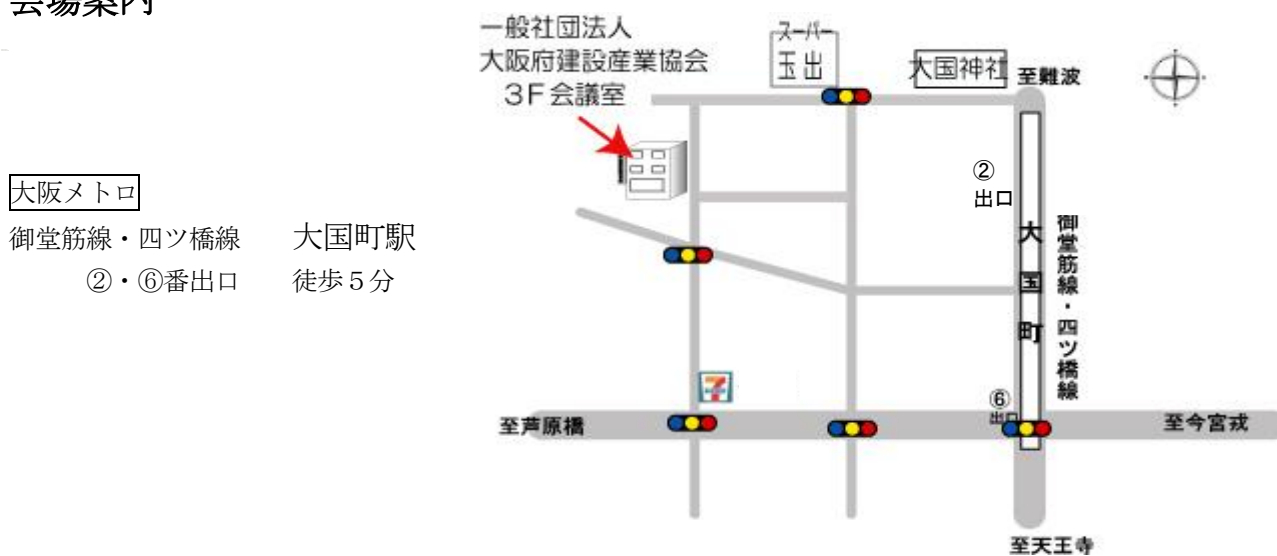 会場案内
大阪メトロ
御堂筋線・四ツ橋線 大国町駅
②・⑥番出口 徒歩５分
一般社団法人
大阪府建設産業協会
３Ｆ会議室
スーパー
玉出
大国神社
至難波
②
出口
大国町
御堂筋線・四ツ橋線
⑥
出口
至芦原橋
至今宮戎
至天王寺